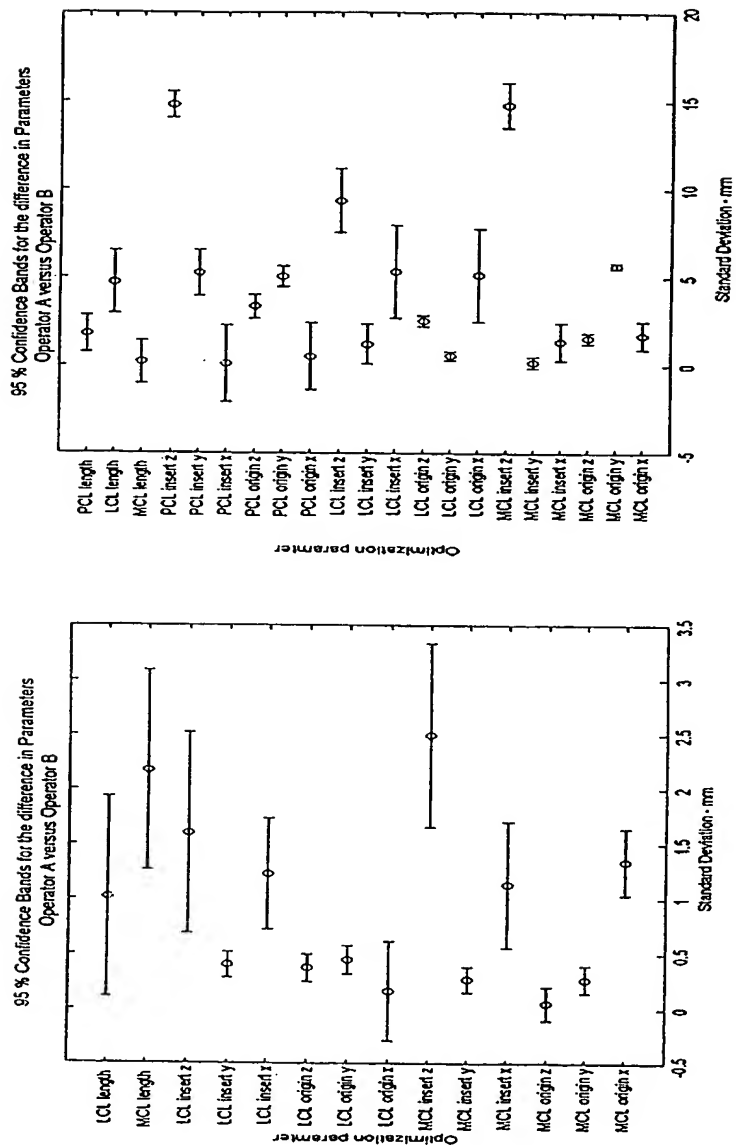 95 % Confidence Bands for the difference in Parameters
Operator A versus Operator B
LCL length
MCL length
LCL insert z
LCL insert y
LCL insert x
LCL origin z
LCL origin y
LCL origin x
MCL insert z
MCL insert y
MCL insert x
MCL origin z
MCL origin y
MCL origin x
Optimization paramter
-0.5 0 0.5 1 1.5 2 2.5 3 3.5
Standard Deviation - mm
95 % Confidence Bands for the difference in Parameters
Operator A versus Operator B
PCL length
LCL length
MCL length
PCL insert z
PCL insert y
PCL insert x
PCL origin z
PCL origin y
PCL origin x
LCL insert z
LCL insert y
LCL insert x
LCL origin z
LCL origin y
LCL origin x
MCL insert z
MCL insert y
MCL insert x
MCL origin z
MCL origin y
MCL origin x
Optimization paramter
-5 0 5 10 15 20
Standard Deviation - mm